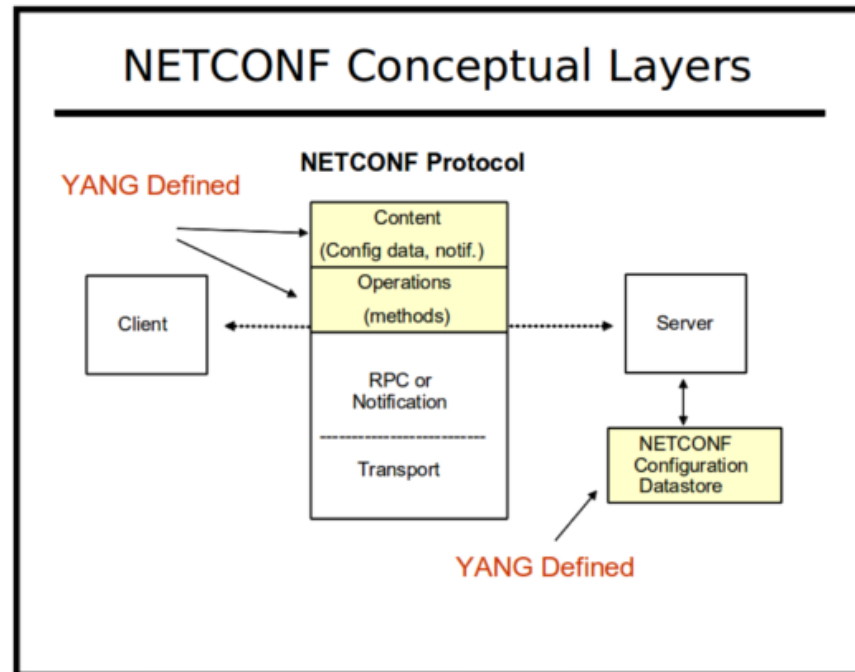 NETCONF Conceptual Layers
NETCONF Protocol
YANG Defined
Content
(Config data, notif.)
Operations
(methods)
Client
Server
RPC or
Notification
Transport
NETCONF
Configuration
Datastore
YANG Defined